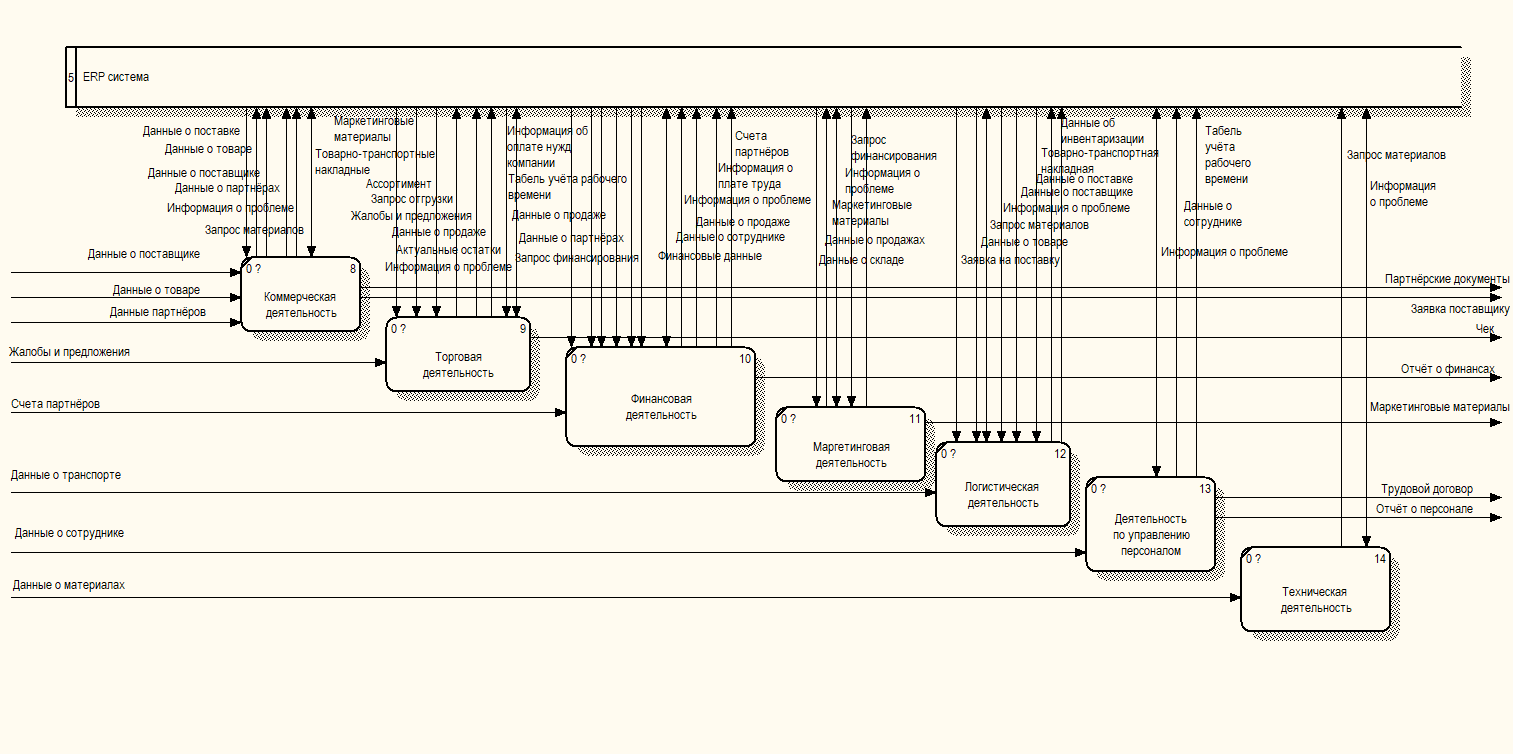 5 ERP система
Данные о поставке
Данные о товаре
Данные о поставщике
Данные о партнёрах
Информация о проблеме
Запрос материалов
Маркетинговые
материалы
Товарно-транспортные
накладные
Ассортимент
Запрос отгрузки
Жалобы и предложения
Данные о продаже
Актуальные остатки
Информация о проблеме
Информация об
оплате нужд
компании
Табель учёта рабочего
времени
Данные о продаже
Данные о партнёрах
Запрос финансирования
Счета
партнёров
Информация о
плате труда
Информация о проблеме
Данные о продаже
Данные о сотруднике
Финансовые данные
Запрос
финансирования
Информация о
проблеме
Маркетинговые
материалы
Данные о продажах
Данные о складе
Данные об
инвентаризации
Товарно-транспортная
накладная
Данные о поставке
Данные о поставщике
Информация о проблеме
Запрос материалов
Данные о товаре
Заявка на поставку
Табель
учёта
рабочего
времени
Данные о
сотруднике
Информация о проблеме
Запрос материалов
Информация
о проблеме
Данные о поставщике
Данные о товаре
Данные партнёров
Жалобы и предложения
Счета партнёров
Данные о транспорте
Данные о сотруднике
Данные о материалах
0 ? 8
Коммерческая
деятельность
0 ? 9
Торговая
деятельность
0 ? 10
Финансовая
деятельность
0 ? 11
Маргетинговая
деятельность
0 ? 12
Логистическая
деятельность
0 ? 13
Деятельность
по управлению
персоналом
0 ? 14
Техническая
деятельность
Партнёрские документы
Заявка поставщику
Чек
Отчёт о финансах
Маркетинговые материалы
Трудовой договор
Отчёт о персонале